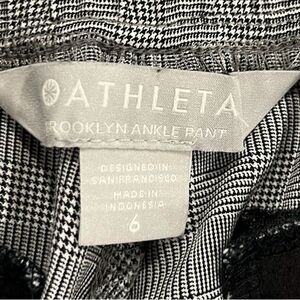 ATHLETA
ROOKLYN ANKLE PANT
DESIGNED IN
SAN FRANCISCO
MADE IN
INDONESIA
6